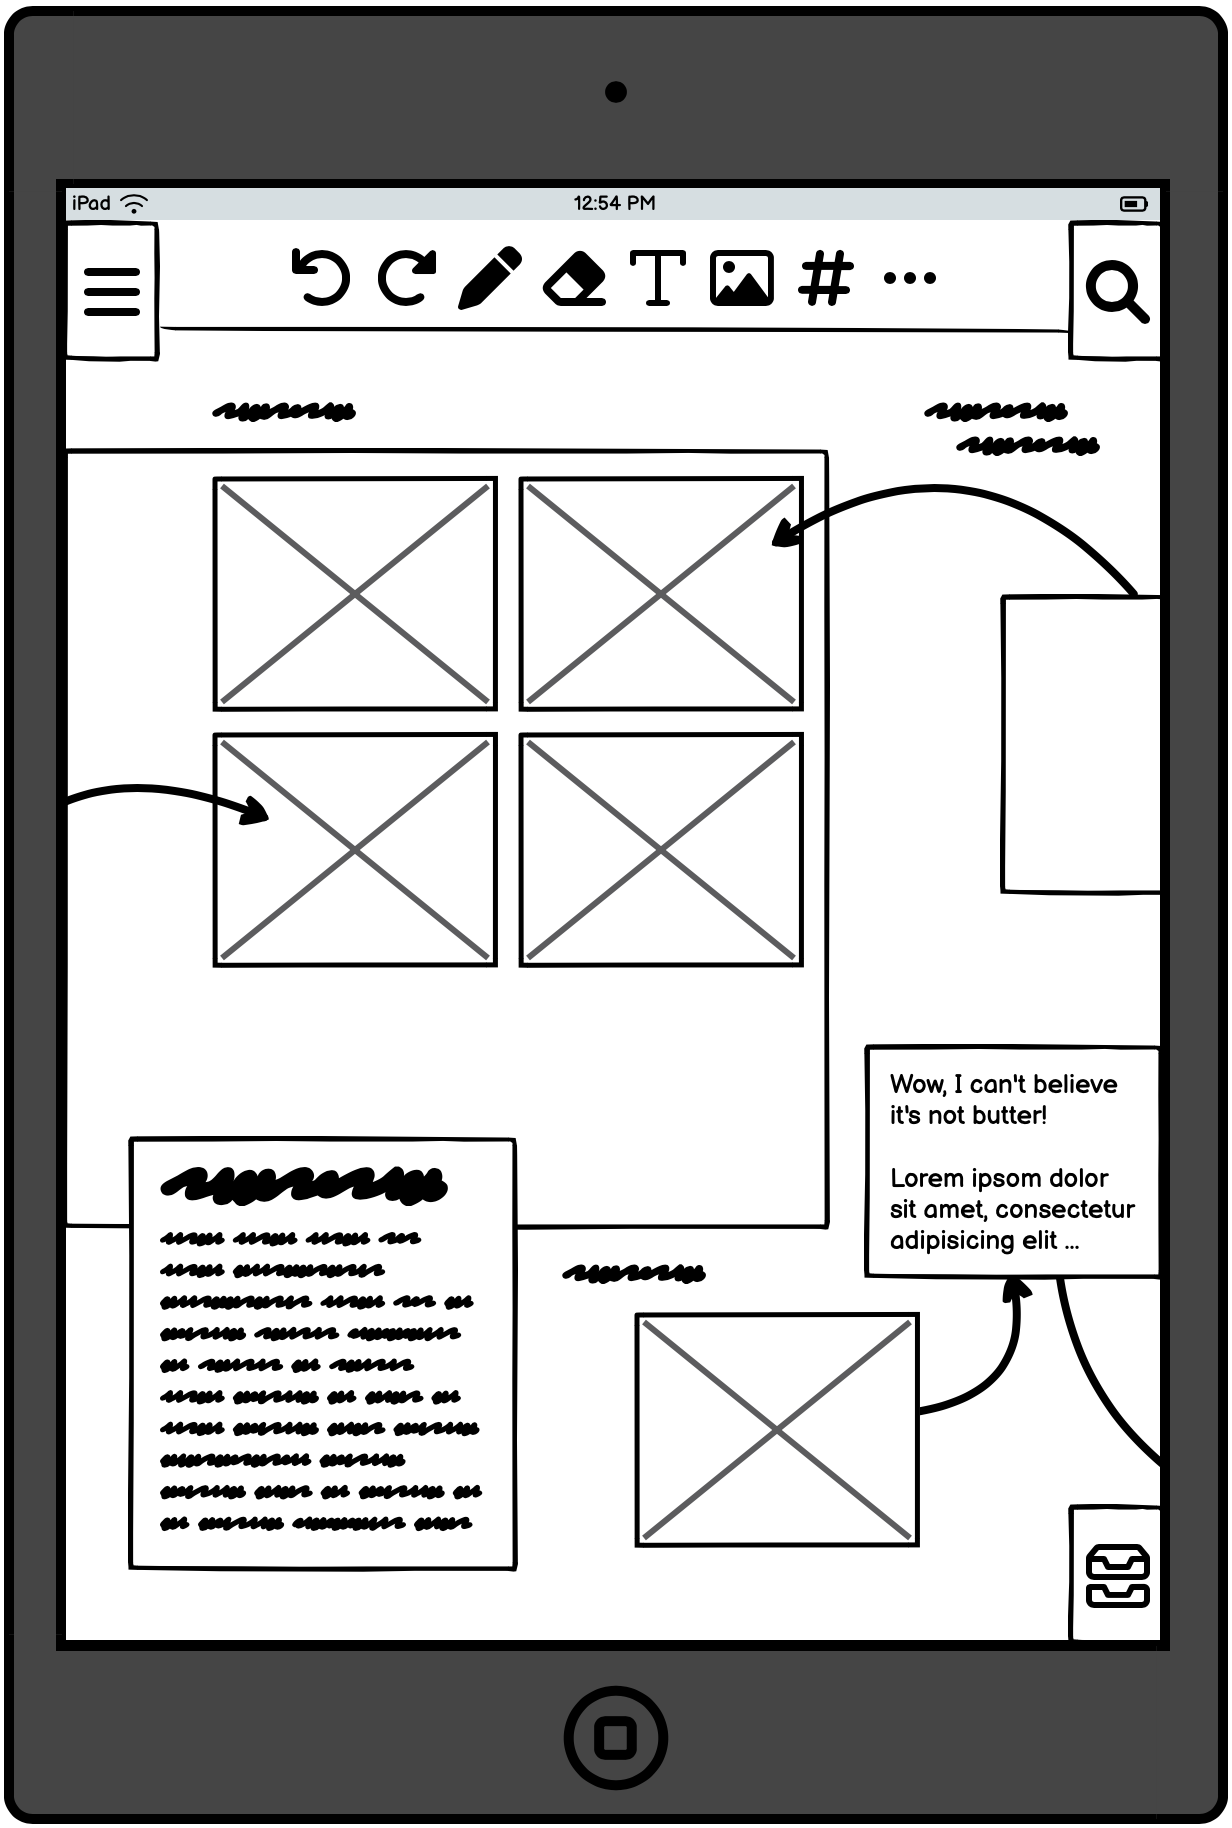 iPad 12:54 PM
Wow, I can't believe
it's not butter!
Lorem ipsom dolor
sit amet, consectetur
adipisicing elit ...